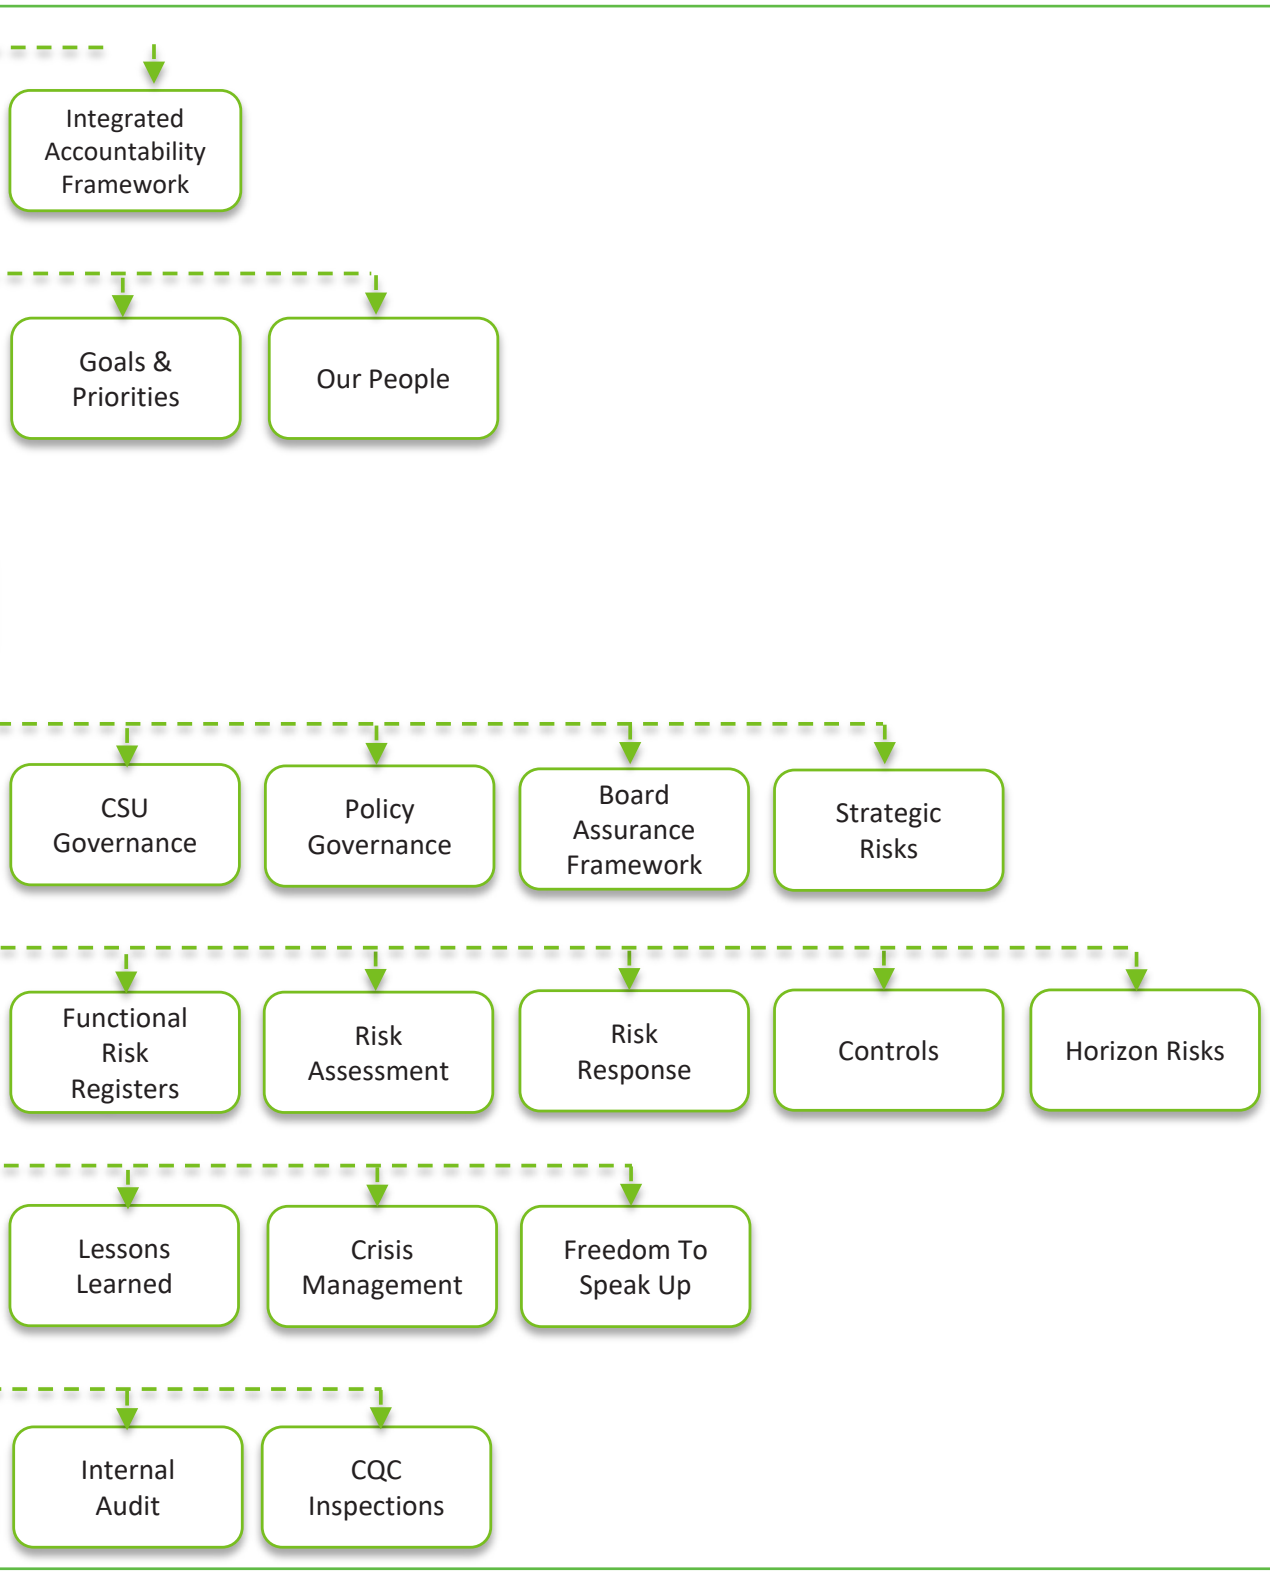 Integrated
Accountability
Framework
Goals &
Priorities
Our People
CSU
Governance
Policy
Governance
Board
Assurance
Framework
Strategic
Risks
Functional
Risk
Registers
Risk
Assessment
Risk
Response
Controls
Horizon Risks
Lessons
Learned
Crisis
Management
Freedom To
Speak Up
Internal
Audit
CQC
Inspections